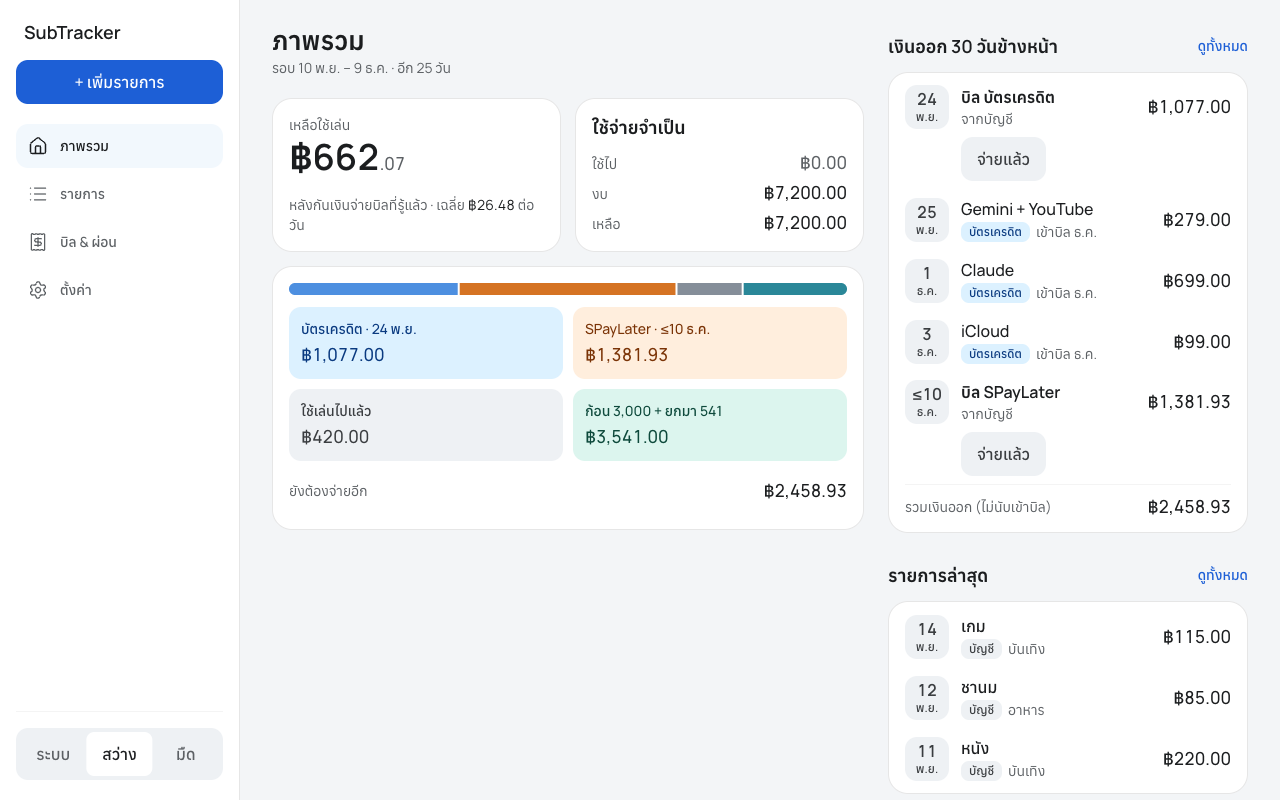 SubTracker
+ เพิ่มรายการ
ภาพรวม
รายการ
บิล & ผ่อน
ตั้งค่า
ระบบ
สว่าง
มืด
ภาพรวม
รอบ 10 พ.ย. – 9 ธ.ค. · อีก 25 วัน
เหลือใช้เล่น
฿662.07
หลังกันเงินจ่ายบิลที่รู้แล้ว · เฉลี่ย ฿26.48 ต่อ
วัน
ใช้จ่ายจำเป็น
ใช้ไป ฿0.00
งบ ฿7,200.00
เหลือ ฿7,200.00
บัตรเครดิต · 24 พ.ย.
฿1,077.00
SPayLater · ≤10 ธ.ค.
฿1,381.93
ใช้เล่นไปแล้ว
฿420.00
ก้อน 3,000 + ยกมา 541
฿3,541.00
ยังต้องจ่ายอีก ฿2,458.93
เงินออก 30 วันข้างหน้า ดูทั้งหมด
24 บิล บัตรเครดิต ฿1,077.00
พ.ย. จากบัญชี
จ่ายแล้ว
25 Gemini + YouTube ฿279.00
พ.ย. บัตรเครดิต เข้าบิล ธ.ค.
1 Claude ฿699.00
ธ.ค. บัตรเครดิต เข้าบิล ธ.ค.
3 iCloud ฿99.00
ธ.ค. บัตรเครดิต เข้าบิล ธ.ค.
≤10 บิล SPayLater ฿1,381.93
ธ.ค. จากบัญชี
จ่ายแล้ว
รวมเงินออก (ไม่นับเข้าบิล) ฿2,458.93
รายการล่าสุด ดูทั้งหมด
14 เกม ฿115.00
พ.ย. บัญชี บันเทิง
12 ชานม ฿85.00
พ.ย. บัญชี อาหาร
11 หนัง ฿220.00
พ.ย. บัญชี บันเทิง